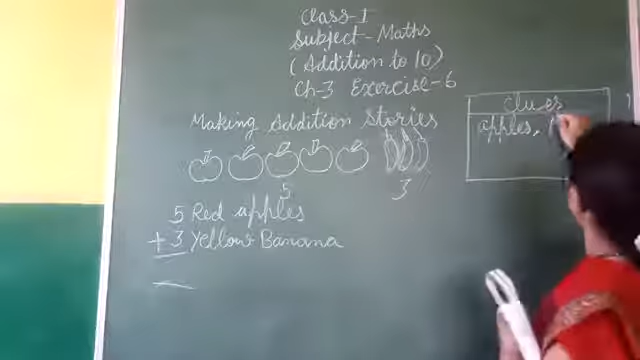 Class-I
Subject-Maths
(Addition to 10)
Ch-3 Exercise-6
Making Addition Stories
5
3
5 Red apples
+3 Yellow Banana
clues
apples,